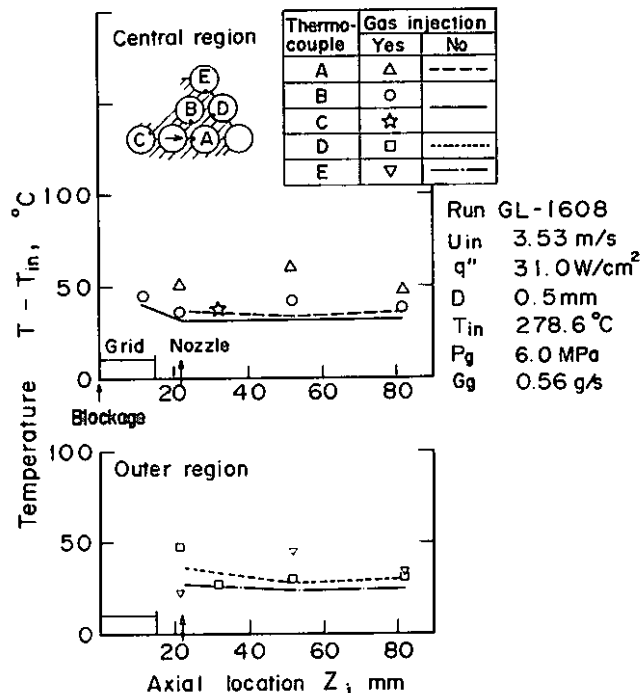 Central region
E
B D
C A
Thermo-couple Gas injection
Yes No
A
B
C
D
E
Temperature T - Tin, °C
100
50
0
Grid Nozzle
20 40 60 80
Blockage
Run GL-1608
Uin 3.53 m/s
q" 31.0 W/cm²
D 0.5 mm
Tin 278.6 °C
Pg 6.0 MPa
Gg 0.56 g/s
100
Outer region
50
0
0 20 40 60 80
Axial location Z, mm